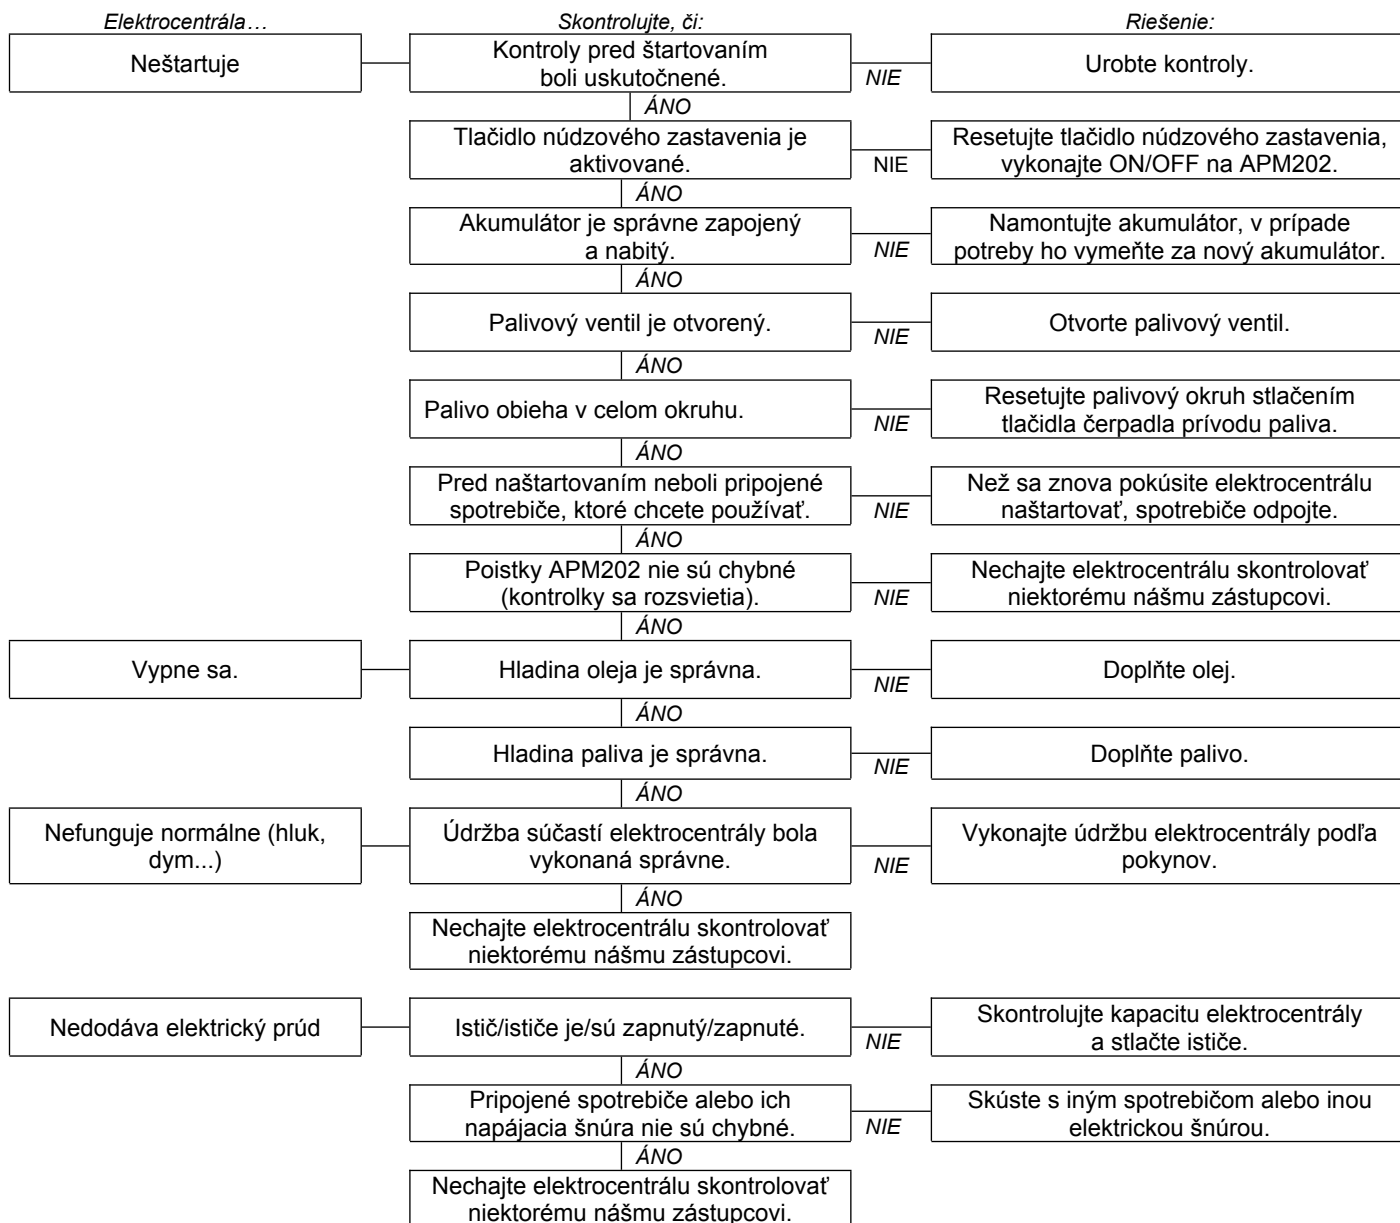 Elektrocentrála… Skontrolujte, či: Riešenie:
Neštartuje
Kontroly pred štartovaním
boli uskutočnené.
NIE
Urobte kontroly.
ÁNO
Tlačidlo núdzového zastavenia je
aktivované.
NIE
Resetujte tlačidlo núdzového zastavenia,
vykonajte ON/OFF na APM202.
ÁNO
Akumulátor je správne zapojený
a nabitý.
NIE
Namontujte akumulátor, v prípade
potreby ho vymeňte za nový akumulátor.
ÁNO
Palivový ventil je otvorený.
NIE
Otvorte palivový ventil.
ÁNO
Palivo obieha v celom okruhu.
NIE
Resetujte palivový okruh stlačením
tlačidla čerpadla prívodu paliva.
ÁNO
Pred naštartovaním neboli pripojené
spotrebiče, ktoré chcete používať.
NIE
Než sa znova pokúsite elektrocentrálu
naštartovať, spotrebiče odpojte.
ÁNO
Poistky APM202 nie sú chybné
(kontrolky sa rozsvietia).
NIE
Nechajte elektrocentrálu skontrolovať
niektorému nášmu zástupcovi.
ÁNO
Vypne sa.
Hladina oleja je správna.
NIE
Doplňte olej.
ÁNO
Hladina paliva je správna.
NIE
Doplňte palivo.
ÁNO
Nefunguje normálne (hluk,
dym...)
Údržba súčastí elektrocentrály bola
vykonaná správne.
NIE
Vykonajte údržbu elektrocentrály podľa
pokynov.
ÁNO
Nechajte elektrocentrálu skontrolovať
niektorému nášmu zástupcovi.
Nedodáva elektrický prúd
Istič/ističe je/sú zapnutý/zapnuté.
NIE
Skontrolujte kapacitu elektrocentrály
a stlačte ističe.
ÁNO
Pripojené spotrebiče alebo ich
napájacia šnúra nie sú chybné.
NIE
Skúste s iným spotrebičom alebo inou
elektrickou šnúrou.
ÁNO
Nechajte elektrocentrálu skontrolovať
niektorému nášmu zástupcovi.